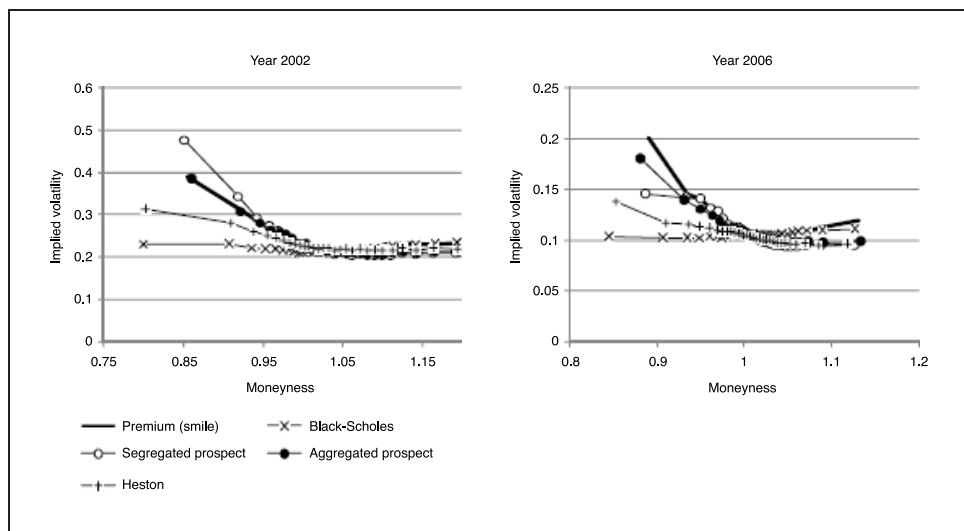 Year 2002
0.6
0.5
0.4
0.3
0.2
0.1
0
Implied volatility
0.75 0.85 0.95 1.05 1.15
Moneyness
Year 2006
0.25
0.2
0.15
0.1
0.05
0
Implied volatility
0.8 0.9 1 1.1 1.2
Moneyness
Premium (smile) Black-Scholes
Segregated prospect Aggregated prospect
Heston